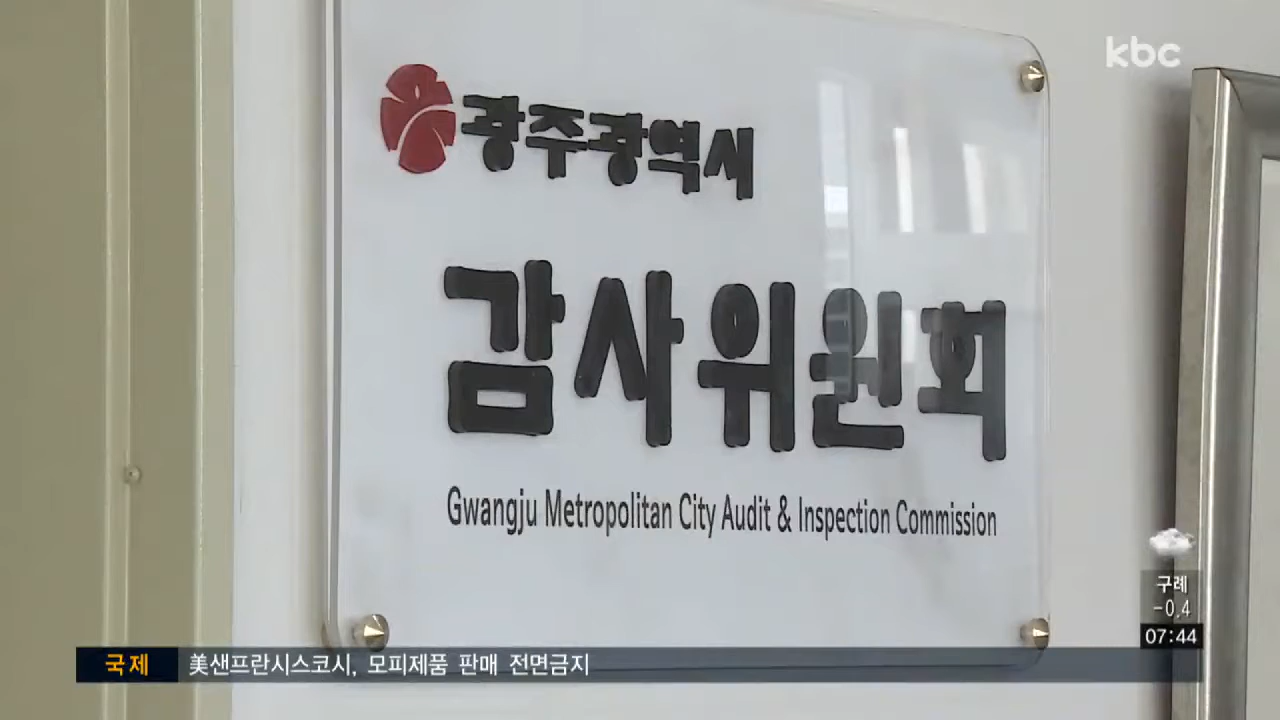 kbc
광주광역시
감사위원회
Gwangju Metropolitan City Audit & Inspection Commission
구례
-0.4
07:44
국제 美샌프란시스코시, 모피제품 판매 전면금지